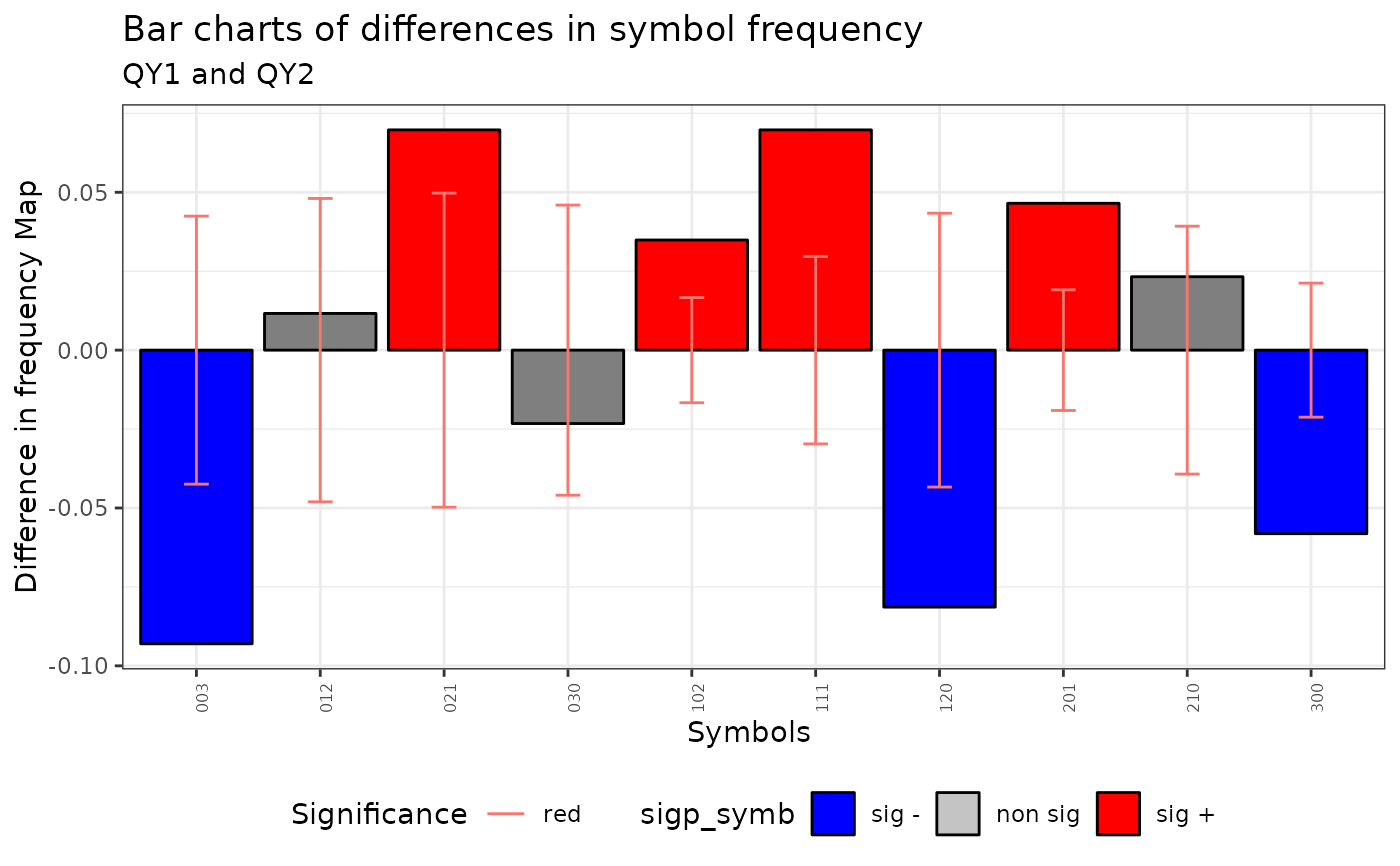 Bar charts of differences in symbol frequency
QY1 and QY2
Difference in frequency Map
0.05
0.00
-0.05
-0.10
003 012 021 030 102 111 120 201 210 300
Symbols
Significance red sigp_symb sig - non sig sig +